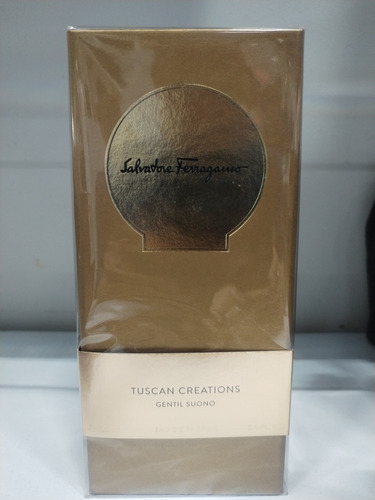 Salvatore Ferragamo
TUSCAN CREATIONS
GENTIL SUONO